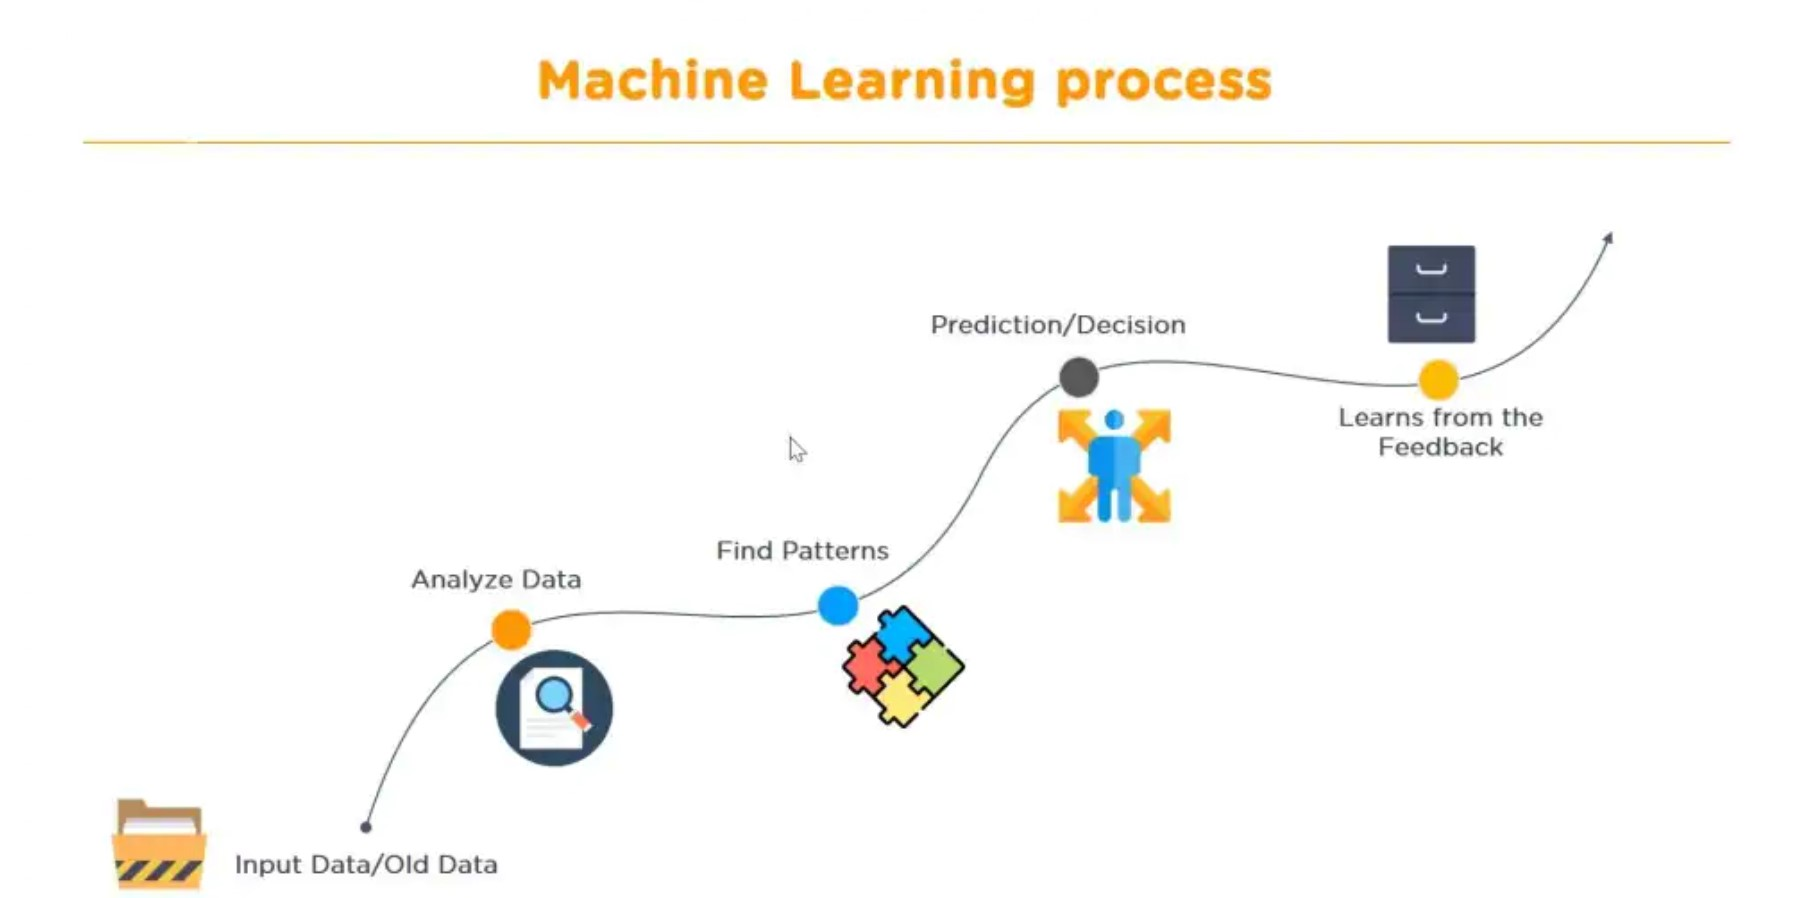 Machine Learning process
Prediction/Decision
Learns from the
Feedback
Find Patterns
Analyze Data
Input Data/Old Data